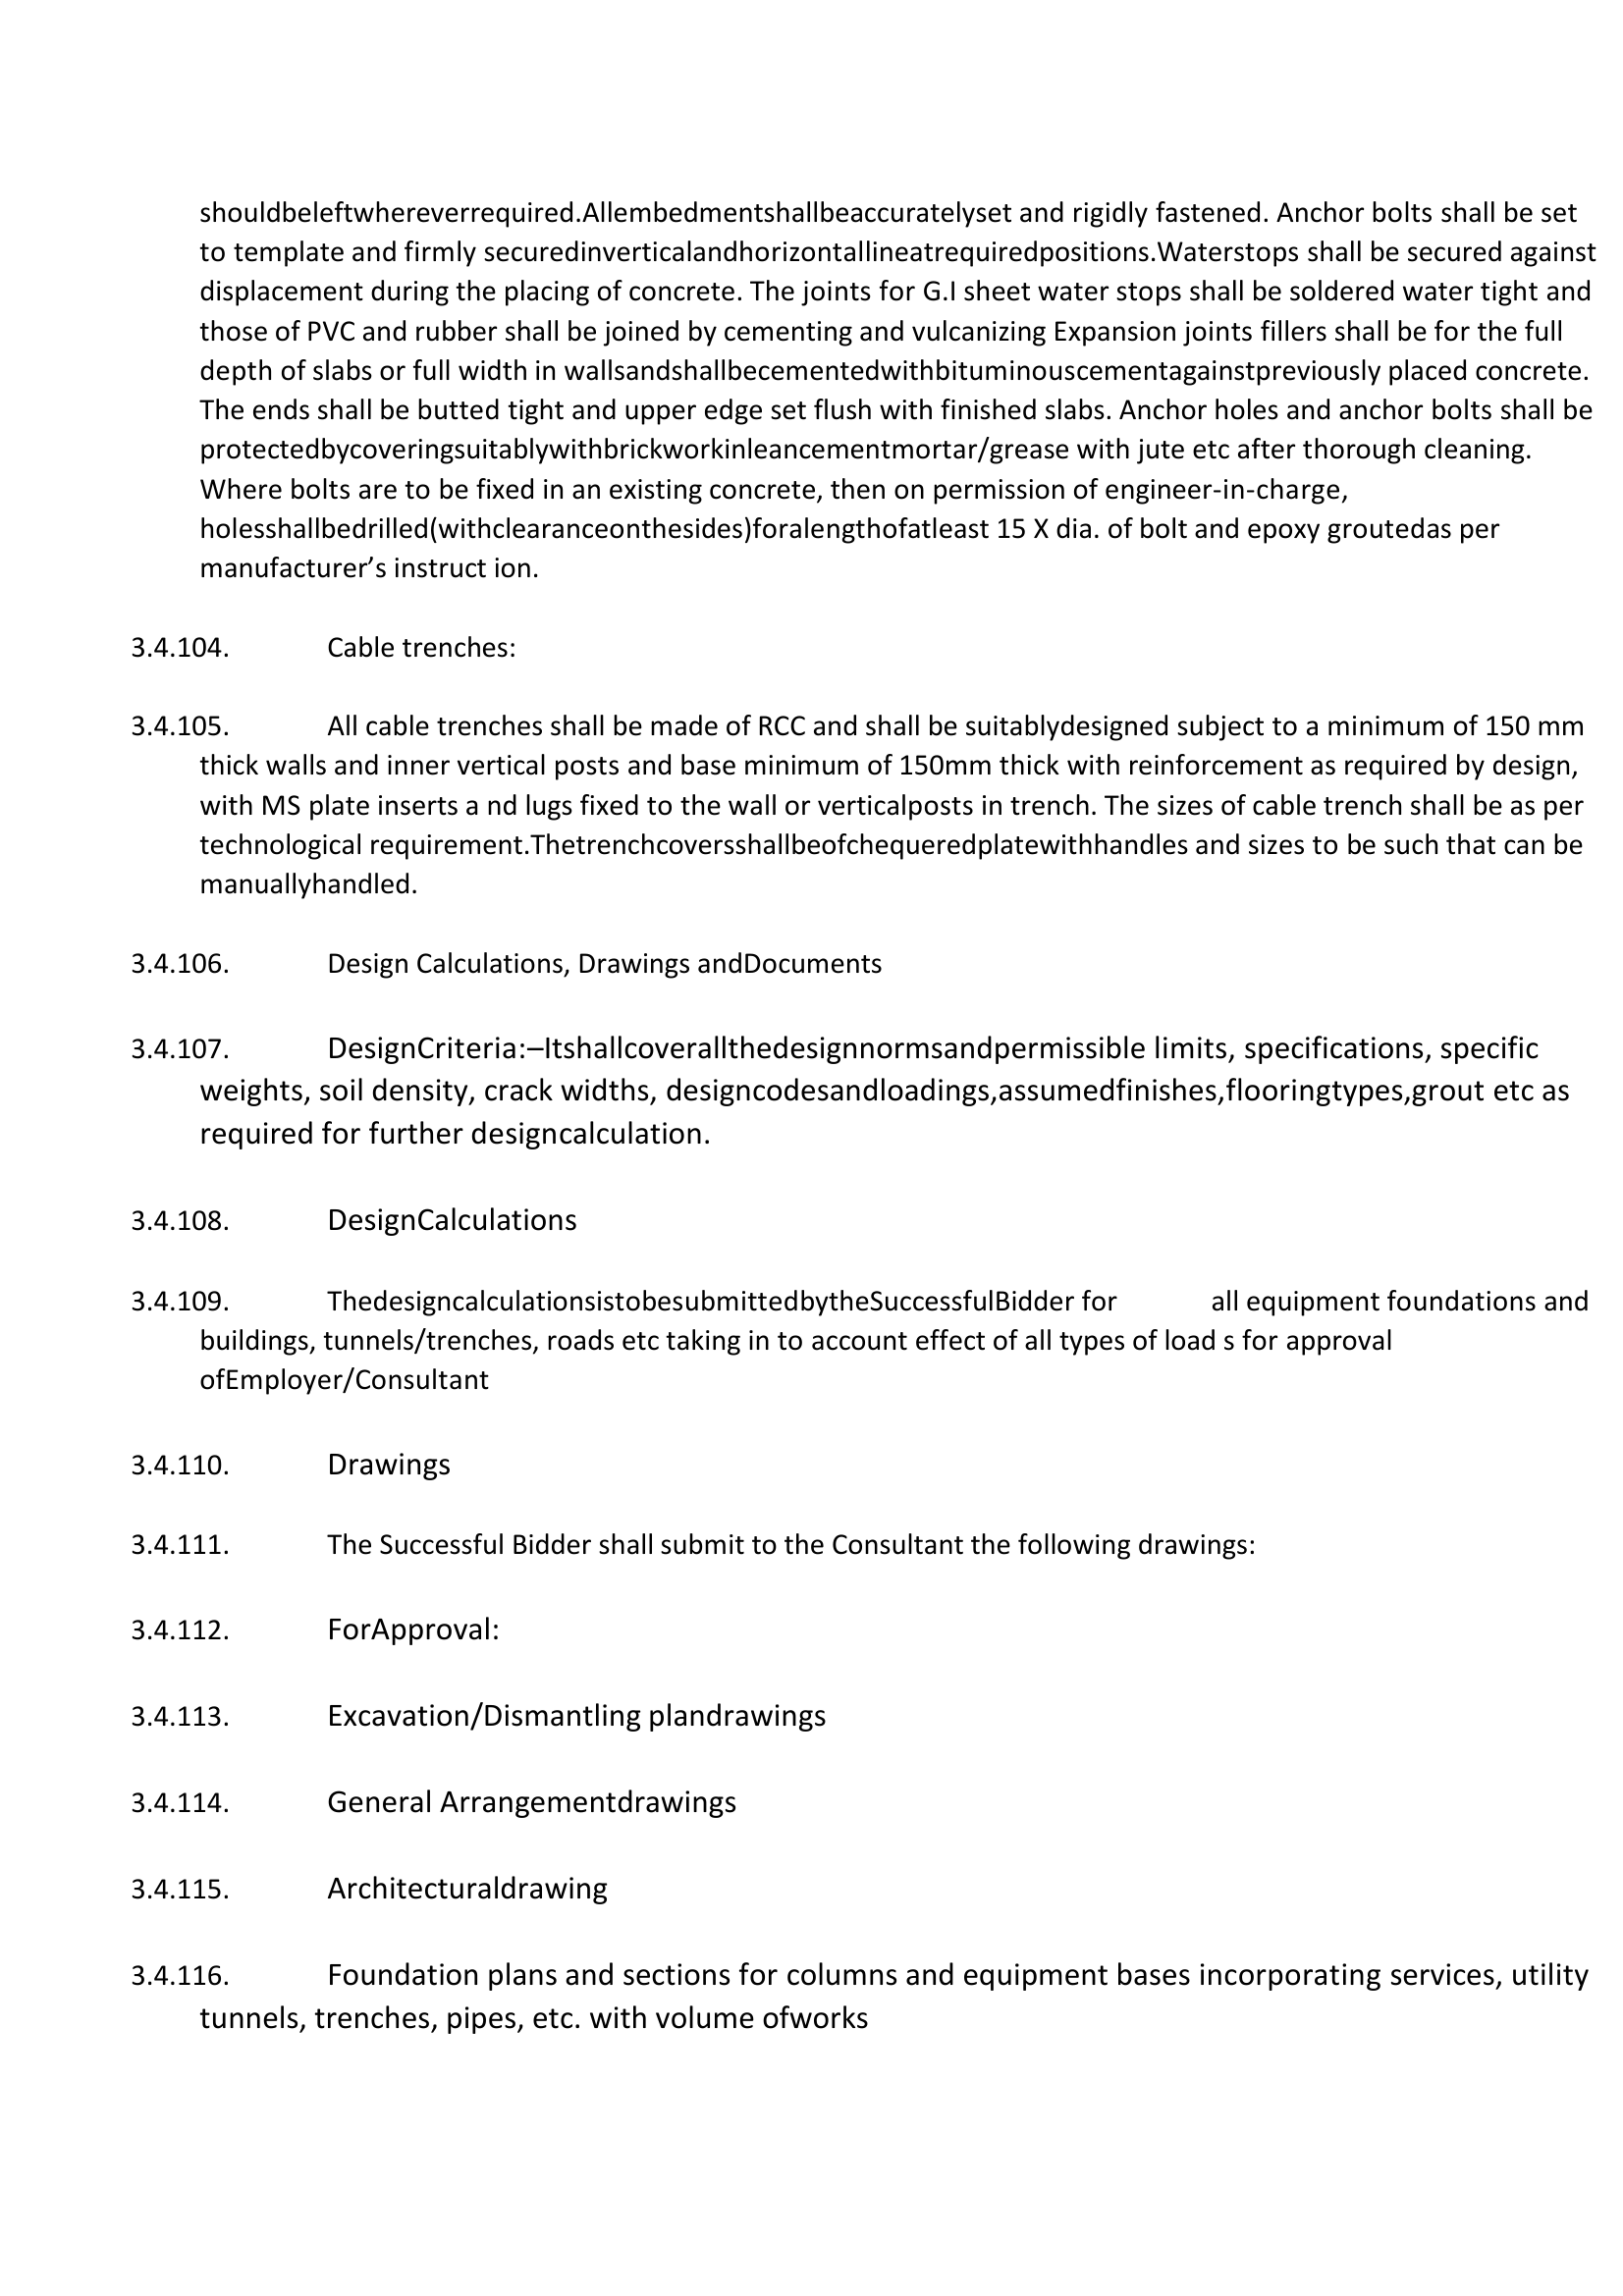 shouldbeleftwhereverrequired.Allembedmentshallbeaccuratelyset and rigidly fastened. Anchor bolts shall be set
to template and firmly securedinverticalandhorizontallineatrequiredpositions.Waterstops shall be secured against
displacement during the placing of concrete. The joints for G.I sheet water stops shall be soldered water tight and
those of PVC and rubber shall be joined by cementing and vulcanizing Expansion joints fillers shall be for the full
depth of slabs or full width in wallsandshallbecementedwithbituminouscementagainstpreviously placed concrete.
The ends shall be butted tight and upper edge set flush with finished slabs. Anchor holes and anchor bolts shall be
protectedbycoveringsuitablywithbrickworkinleancementmortar/grease with jute etc after thorough cleaning.
Where bolts are to be fixed in an existing concrete, then on permission of engineer-in-charge,
holesshallbedrilled(withclearanceonthesides)foralengthofatleast 15 X dia. of bolt and epoxy groutedas per
manufacturer’s instruct ion.
3.4.104. Cable trenches:
3.4.105. All cable trenches shall be made of RCC and shall be suitablydesigned subject to a minimum of 150 mm
thick walls and inner vertical posts and base minimum of 150mm thick with reinforcement as required by design,
with MS plate inserts a nd lugs fixed to the wall or verticalposts in trench. The sizes of cable trench shall be as per
technological requirement.Thetrenchcoversshallbeofchequeredplatewithhandles and sizes to be such that can be
manuallyhandled.
3.4.106. Design Calculations, Drawings andDocuments
3.4.107. DesignCriteria:–Itshallcoverallthedesignnormsandpermissible limits, specifications, specific
weights, soil density, crack widths, designcodesandloadings,assumedfinishes,flooringtypes,grout etc as
required for further designcalculation.
3.4.108. DesignCalculations
3.4.109. ThedesigncalculationsistobesubmittedbytheSuccessfulBidder for all equipment foundations and
buildings, tunnels/trenches, roads etc taking in to account effect of all types of load s for approval
ofEmployer/Consultant
3.4.110. Drawings
3.4.111. The Successful Bidder shall submit to the Consultant the following drawings:
3.4.112. ForApproval:
3.4.113. Excavation/Dismantling plandrawings
3.4.114. General Arrangementdrawings
3.4.115. Architecturaldrawing
3.4.116. Foundation plans and sections for columns and equipment bases incorporating services, utility
tunnels, trenches, pipes, etc. with volume ofworks